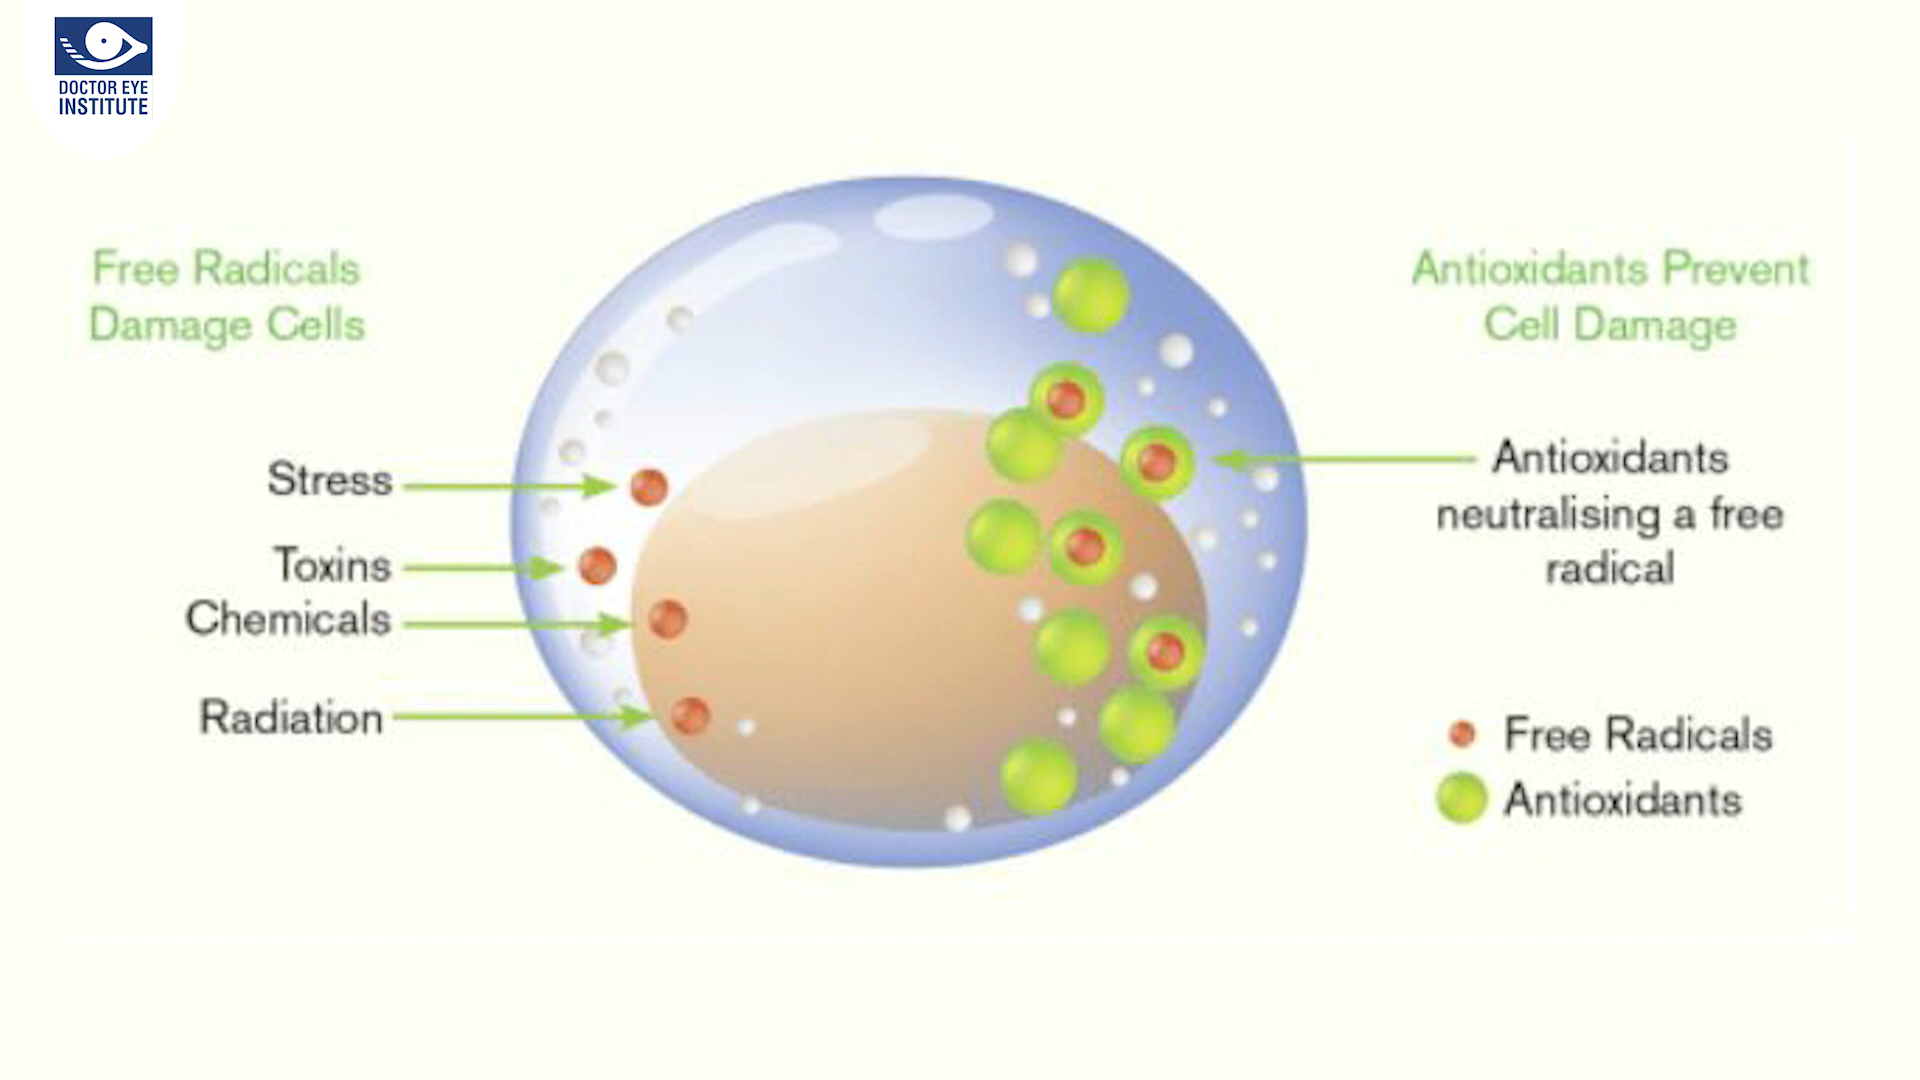 DOCTOR EYE
INSTITUTE
Free Radicals
Damage Cells
Stress
Toxins
Chemicals
Radiation
Antioxidants Prevent
Cell Damage
Antioxidants
neutralising a free
radical
Free Radicals
Antioxidants